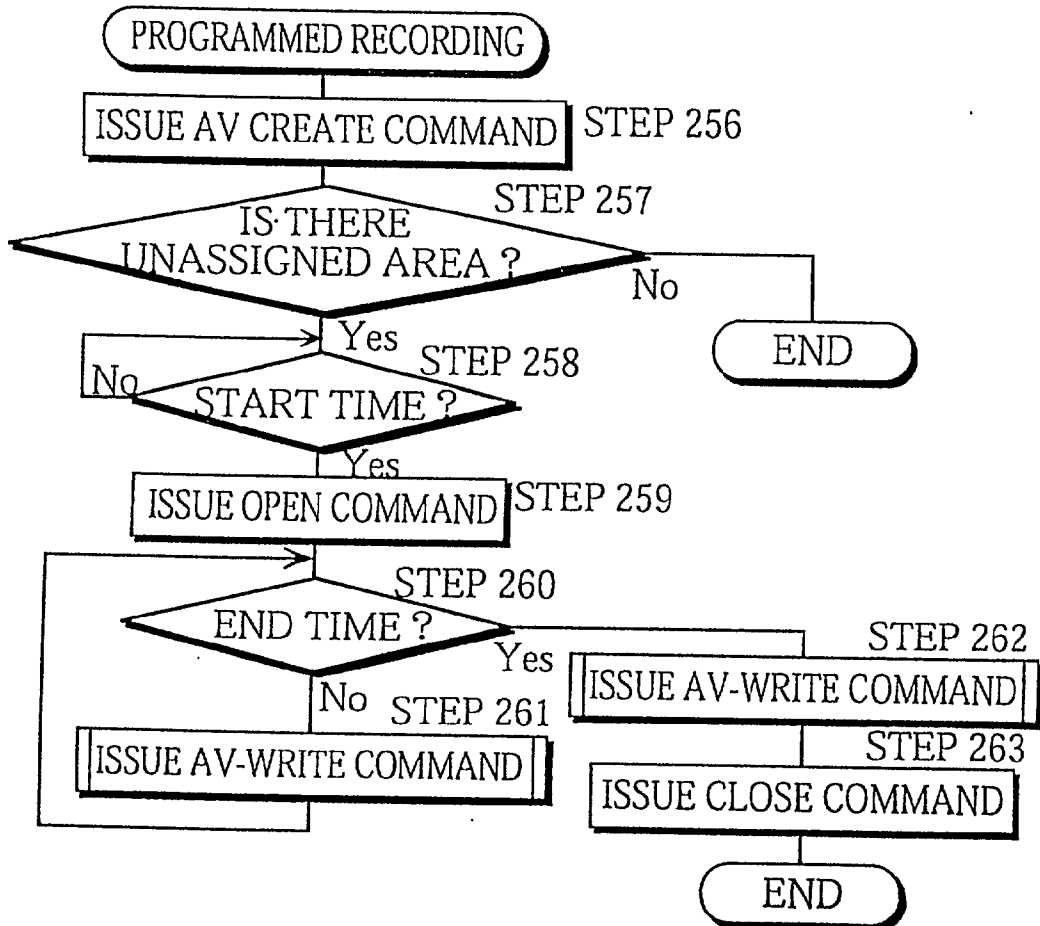 PROGRAMMED RECORDING
ISSUE AV CREATE COMMAND
STEP 256
STEP 257
IS THERE
UNASSIGNED AREA ?
No
Yes
END
STEP 258
No
START TIME ?
Yes
ISSUE OPEN COMMAND
STEP 259
STEP 260
END TIME ?
Yes
No
STEP 261
ISSUE AV-WRITE COMMAND
STEP 262
ISSUE AV-WRITE COMMAND
STEP 263
ISSUE CLOSE COMMAND
END